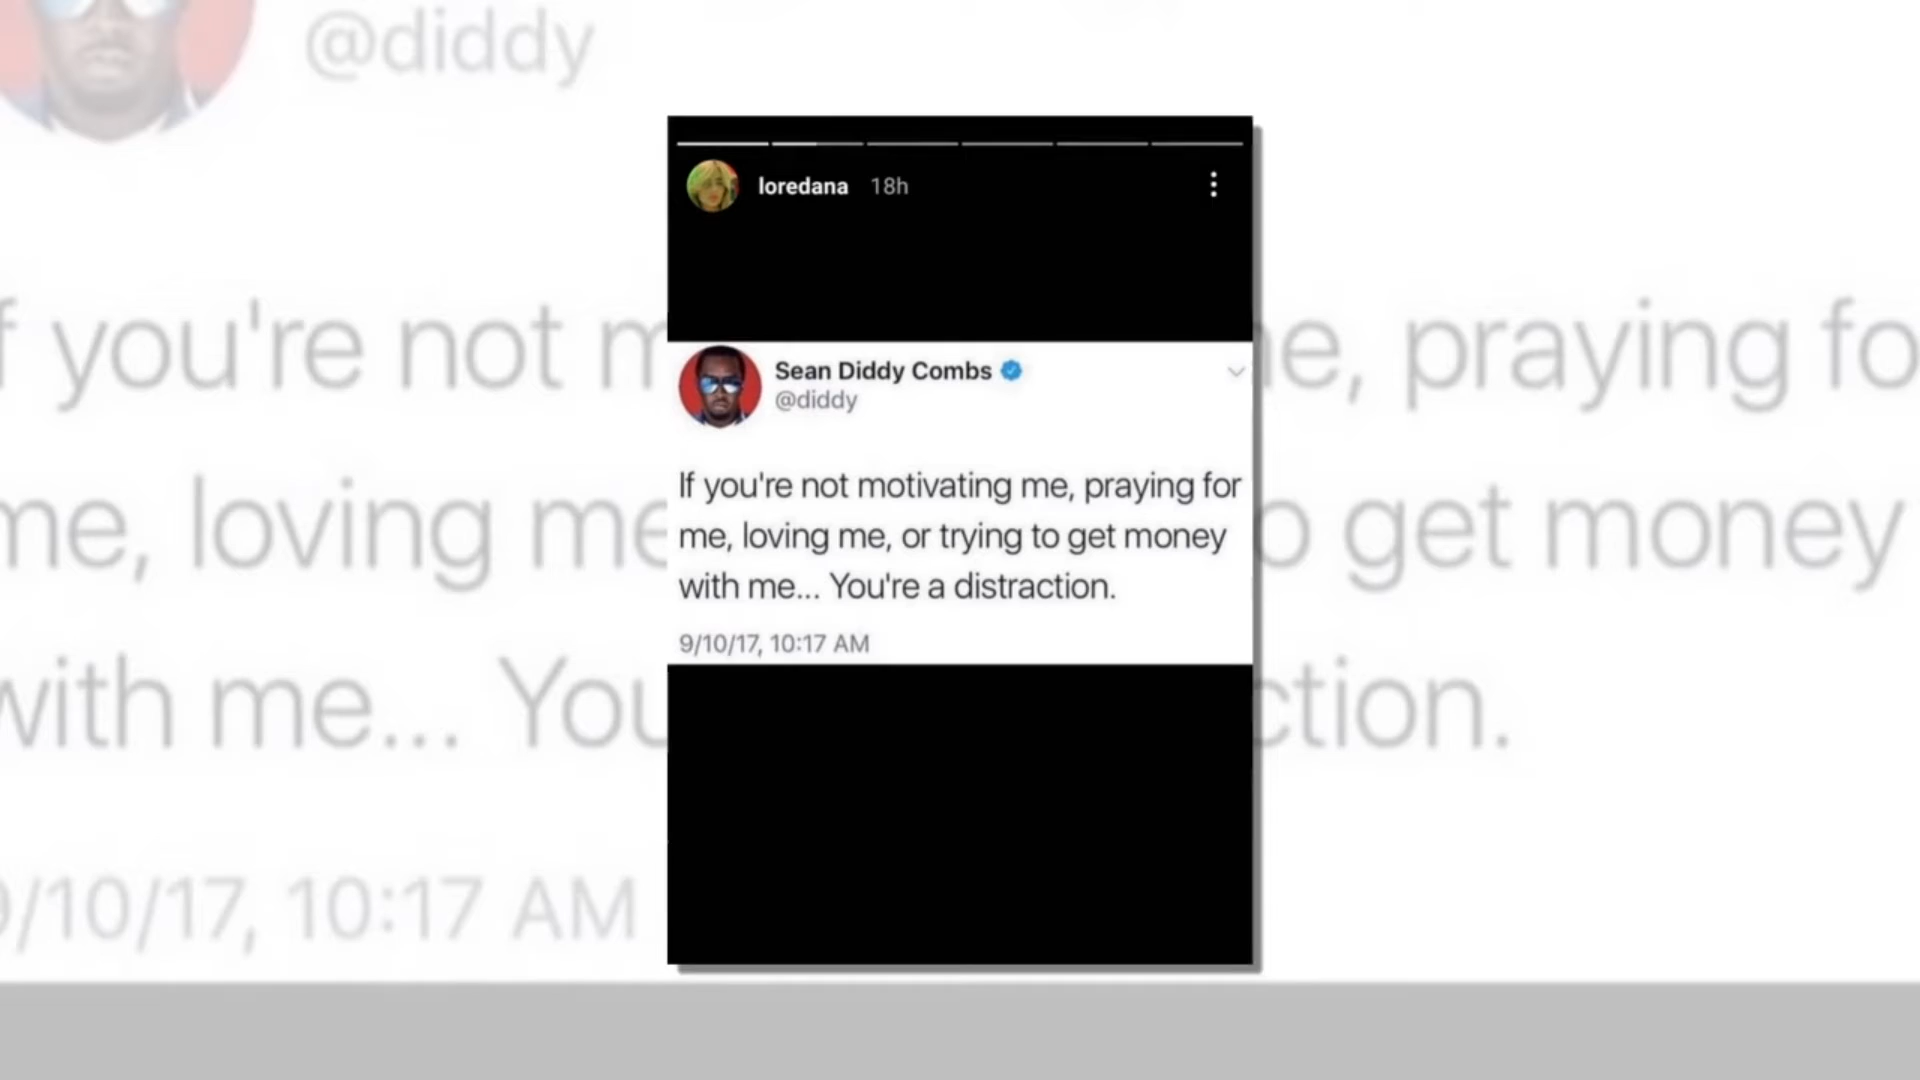 @diddy
loredana 18h
Sean Diddy Combs
@diddy
If you're not motivating me, praying for
me, loving me, or trying to get money
with me... You're a distraction.
9/10/17, 10:17 AM
f you're not m e, praying fo
me, loving me o get money
with me... You ction.
9/10/17, 10:17 AM